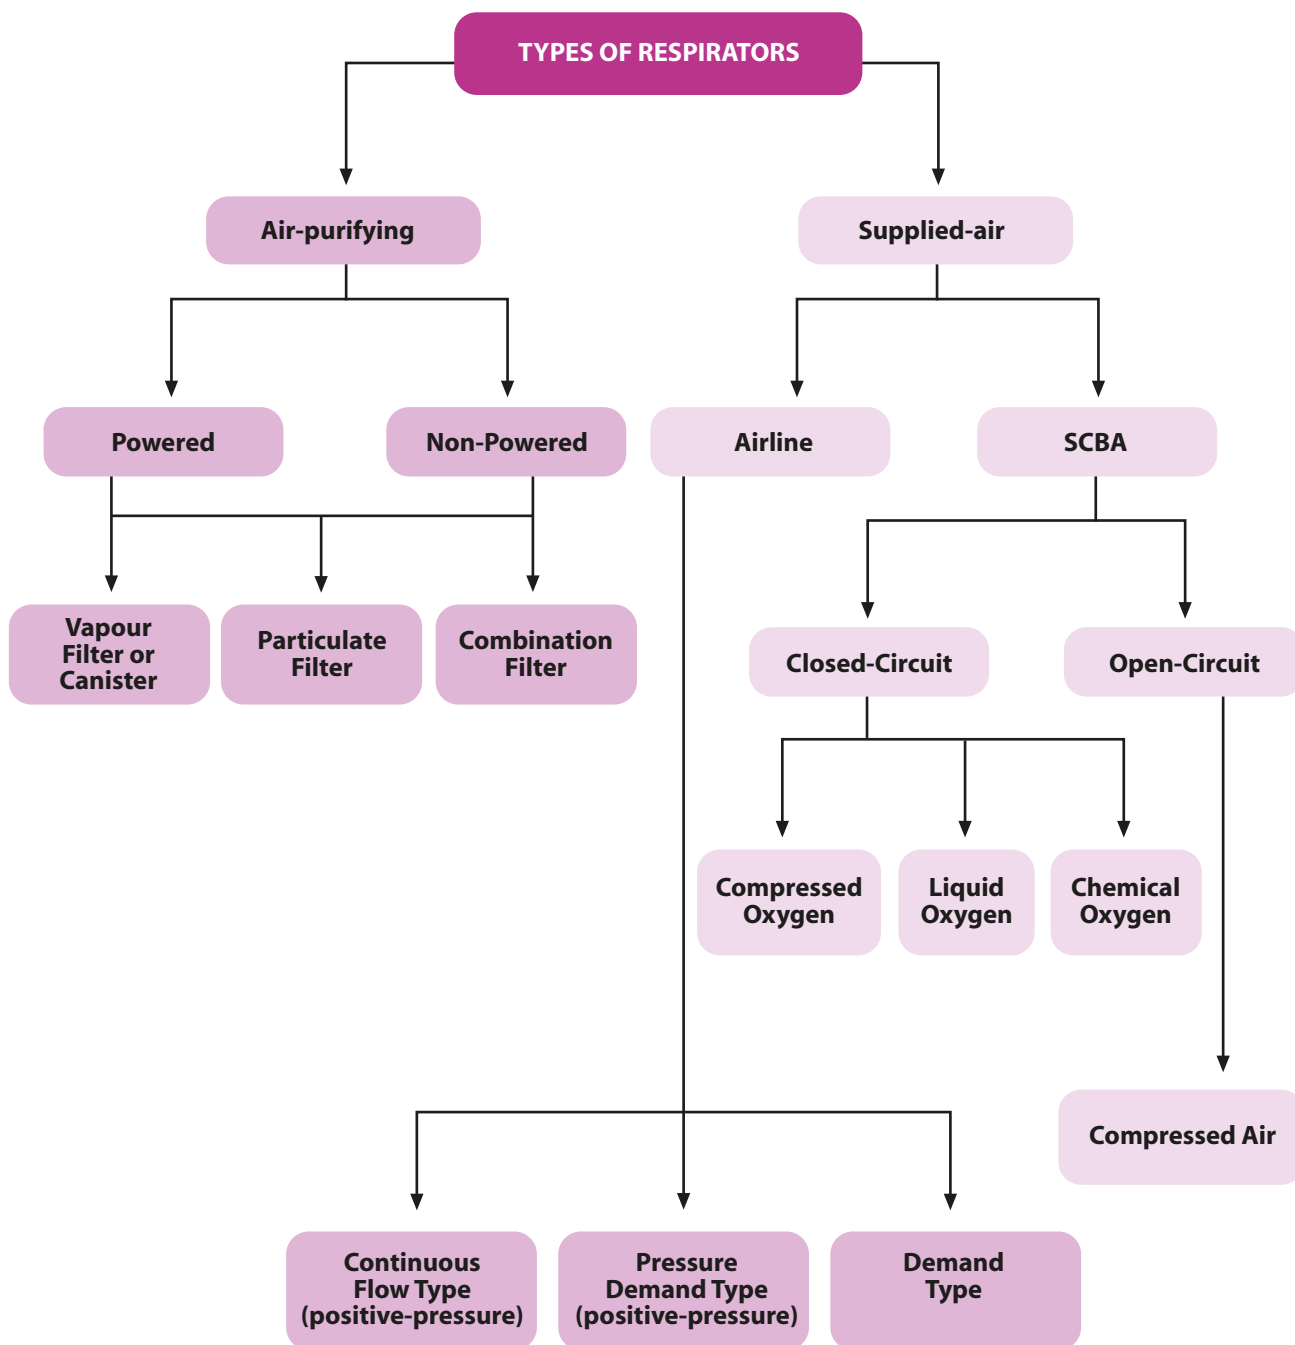 TYPES OF RESPIRATORS
Air-purifying
Supplied-air
Powered
Non-Powered
Airline
SCBA
Vapour
Filter or
Canister
Particulate
Filter
Combination
Filter
Closed-Circuit
Open-Circuit
Compressed
Oxygen
Liquid
Oxygen
Chemical
Oxygen
Compressed Air
Continuous
Flow Type
(positive-pressure)
Pressure
Demand Type
(positive-pressure)
Demand
Type